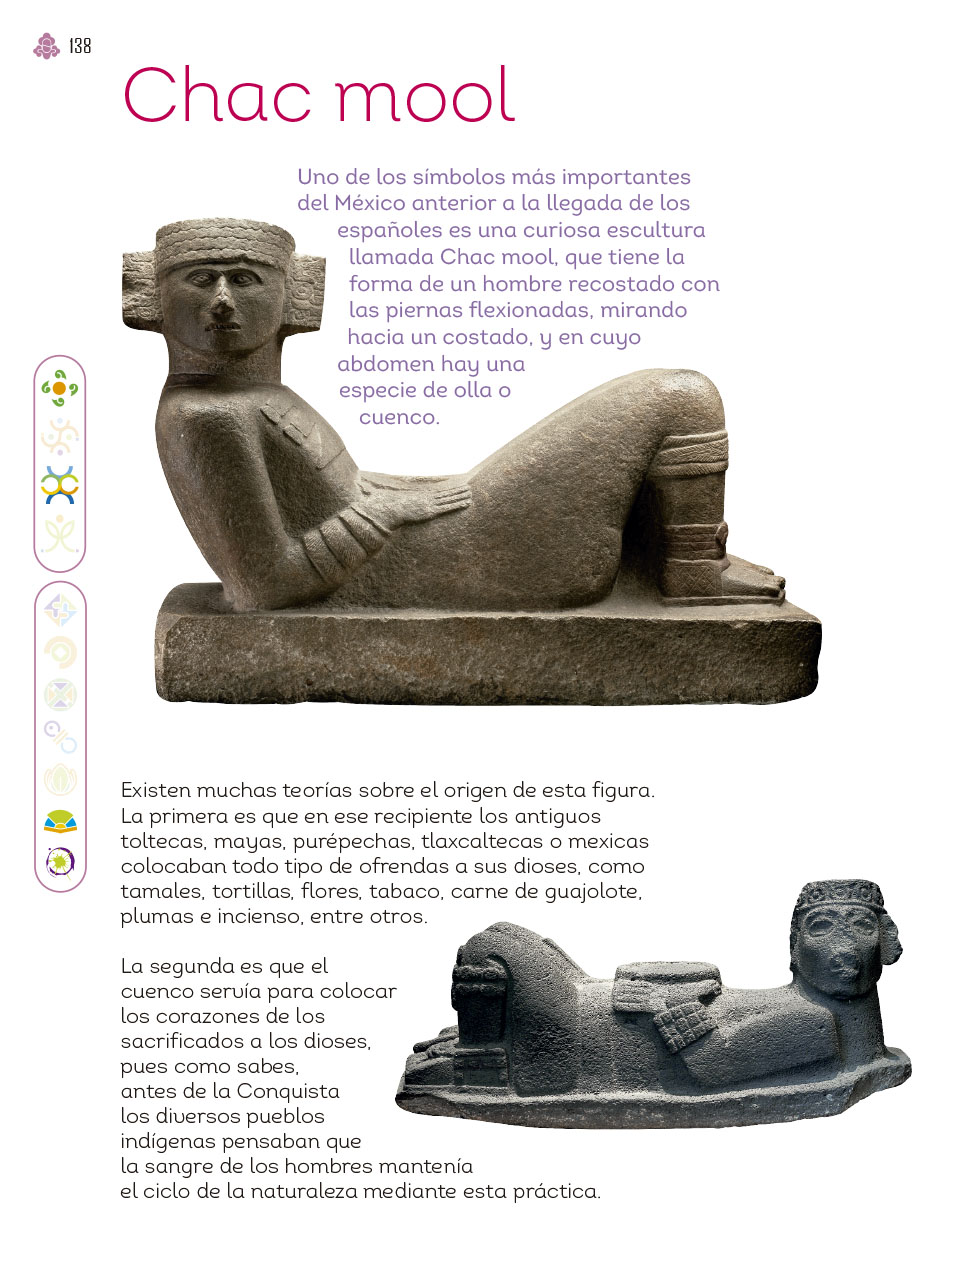 138
Chac mool
Uno de los símbolos más importantes
del México anterior a la llegada de los
españoles es una curiosa escultura
llamada Chac mool, que tiene la
forma de un hombre recostado con
las piernas flexionadas, mirando
hacia un costado, y en cuyo
abdomen hay una
especie de olla o
cuenco.
Existen muchas teorías sobre el origen de esta figura.
La primera es que en ese recipiente los antiguos
toltecas, mayas, purépechas, tlaxcaltecas o mexicas
colocaban todo tipo de ofrendas a sus dioses, como
tamales, tortillas, flores, tabaco, carne de guajolote,
plumas e incienso, entre otros.
La segunda es que el
cuenco servía para colocar
los corazones de los
sacrificados a los dioses,
pues como sabes,
antes de la Conquista
los diversos pueblos
indígenas pensaban que
la sangre de los hombres mantenía
el ciclo de la naturaleza mediante esta práctica.